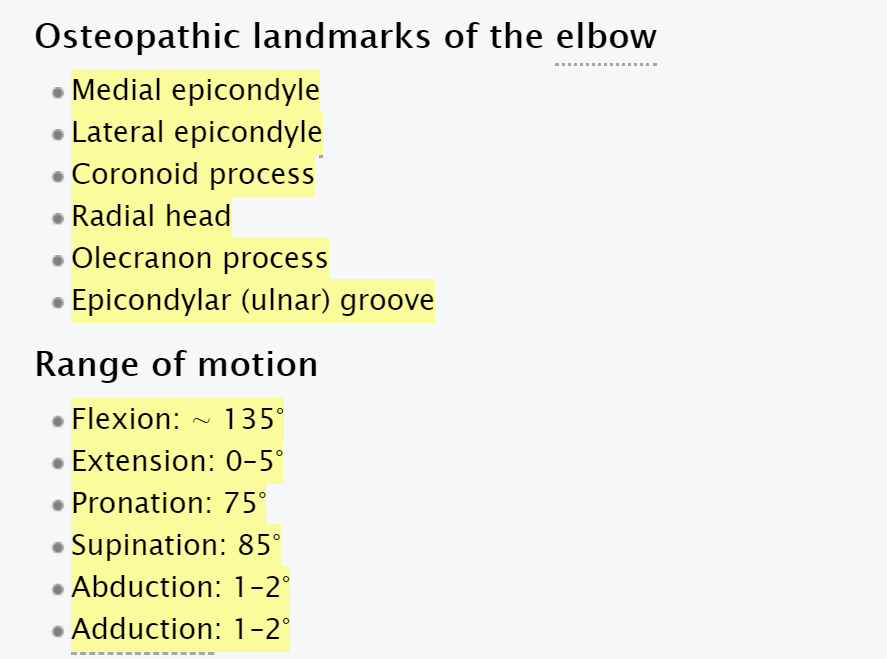 Osteopathic landmarks of the elbow
Medial epicondyle
Lateral epicondyle
Coronoid process
Radial head
Olecranon process
Epicondylar (ulnar) groove
Range of motion
Flexion: ~ 135°
Extension: 0–5°
Pronation: 75°
Supination: 85°
Abduction: 1–2°
Adduction: 1–2°